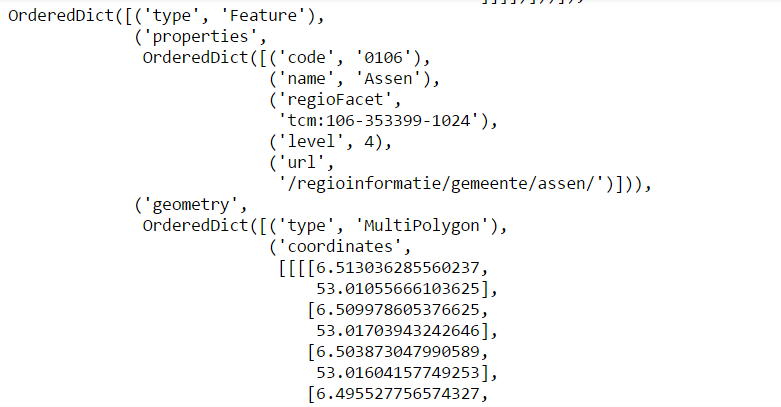 OrderedDict([('type', 'Feature'),
('properties',
OrderedDict([('code', '0106'),
('name', 'Assen'),
('regioFacet',
'tcm:106-353399-1024'),
('level', 4),
('url',
'/regioinformatie/gemeente/assen/')])),
('geometry',
OrderedDict([('type', 'MultiPolygon'),
('coordinates',
[[[[6.513036285560237,
53.01055666103625],
[6.509978605376625,
53.01703943242646],
[6.503873047990589,
53.01604157749253],
[6.495527756574327,